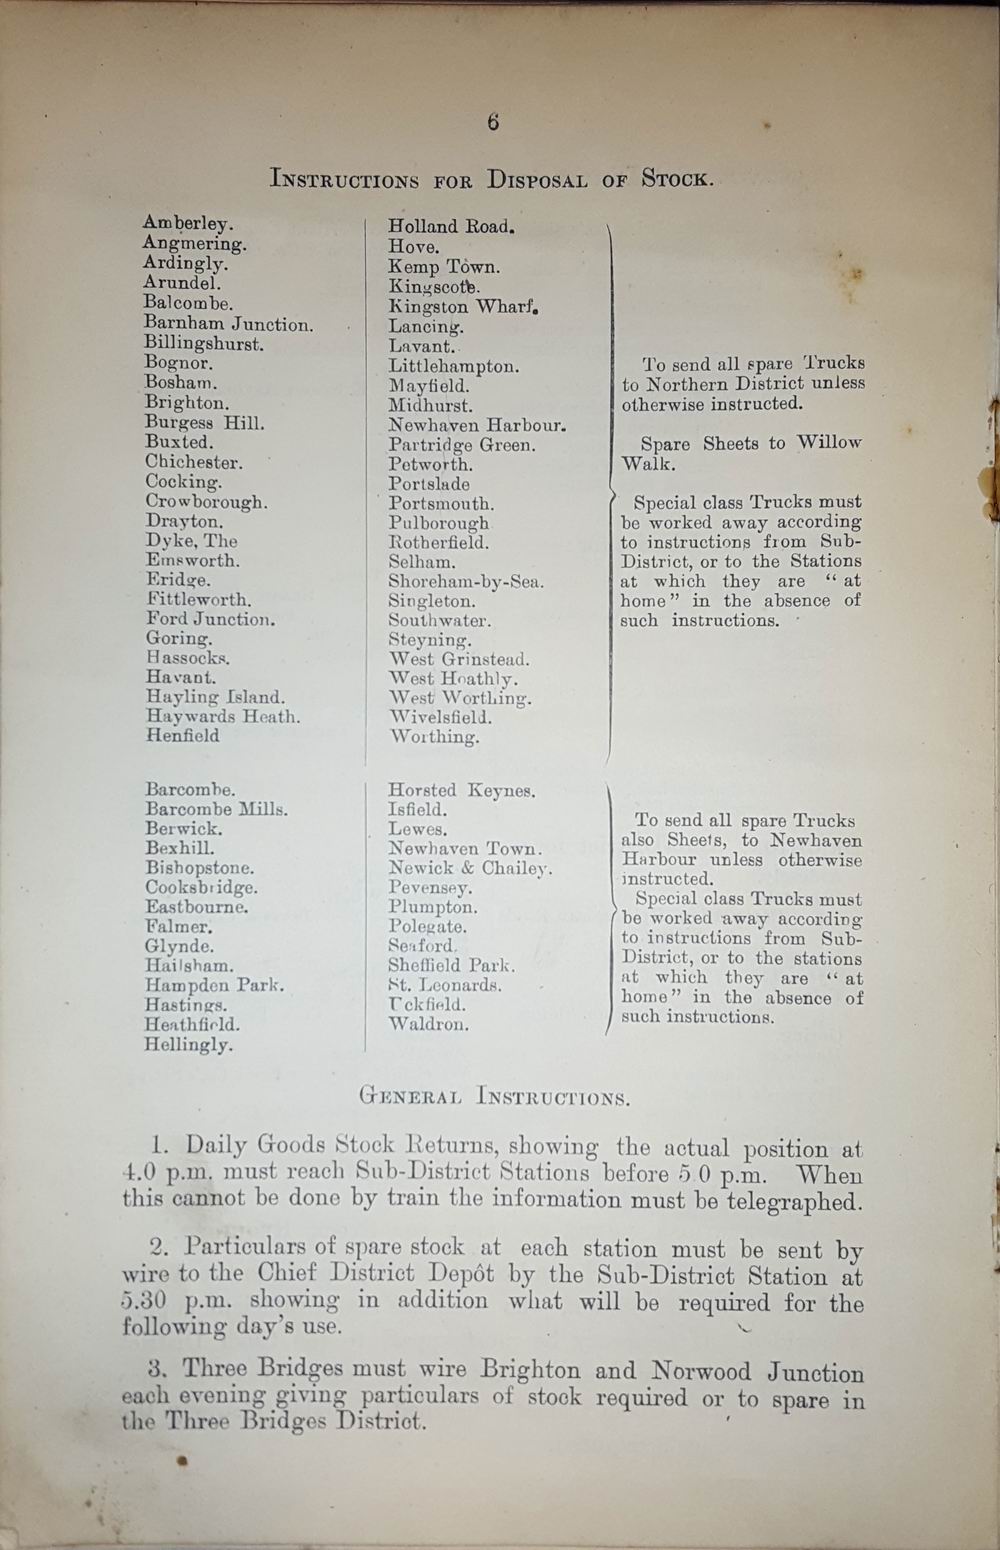 6
INSTRUCTIONS FOR DISPOSAL OF STOCK.
Amberley.
Angmering.
Ardingly.
Arundel.
Balcombe.
Barnham Junction.
Billingshurst.
Bognor.
Bosham.
Brighton.
Burgess Hill.
Buxted.
Chichester.
Cocking.
Crowborough.
Drayton.
Dyke, The
Emsworth.
Eridge.
Fittleworth.
Ford Junction.
Goring.
Hassocks.
Havant.
Hayling Island.
Haywards Heath.
Henfield
Holland Road.
Hove.
Kemp Town.
Kingscote.
Kingston Wharf.
Lancing.
Lavant.
Littlehampton.
Mayfield.
Midhurst.
Newhaven Harbour.
Partridge Green.
Petworth.
Portslade
Portsmouth.
Pulborough
Rotherfield.
Selham.
Shoreham-by-Sea.
Singleton.
Southwater.
Steyning.
West Grinstead.
West Hoathly.
West Worthing.
Wivelsfield.
Worthing.
To send all spare Trucks
to Northern District unless
otherwise instructed.
Spare Sheets to Willow
Walk.
Special class Trucks must
be worked away according
to instructions from Sub-
District, or to the Stations
at which they are “at
home” in the absence of
such instructions.
Barcombe.
Barcombe Mills.
Berwick.
Bexhill.
Bishopstone.
Cooksbridge.
Eastbourne.
Falmer.
Glynde.
Hailsham.
Hampden Park.
Hastings.
Heathfield.
Hellingly.
Horsted Keynes.
Isfield.
Lewes.
Newhaven Town.
Newick & Chailey.
Pevensey.
Plumpton.
Polegate.
Seaford.
Sheffield Park.
St. Leonards.
Uckfield.
Waldron.
To send all spare Trucks
also Sheets, to Newhaven
Harbour unless otherwise
instructed.
Special class Trucks must
be worked away according
to instructions from Sub-
District, or to the stations
at which they are “at
home” in the absence of
such instructions.
GENERAL INSTRUCTIONS.
1. Daily Goods Stock Returns, showing the actual position at
4.0 p.m. must reach Sub-District Stations before 5 0 p.m. When
this cannot be done by train the information must be telegraphed.
2. Particulars of spare stock at each station must be sent by
wire to the Chief District Depôt by the Sub-District Station at
5.30 p.m. showing in addition what will be required for the
following day's use.
3. Three Bridges must wire Brighton and Norwood Junction
each evening giving particulars of stock required or to spare in
the Three Bridges District.